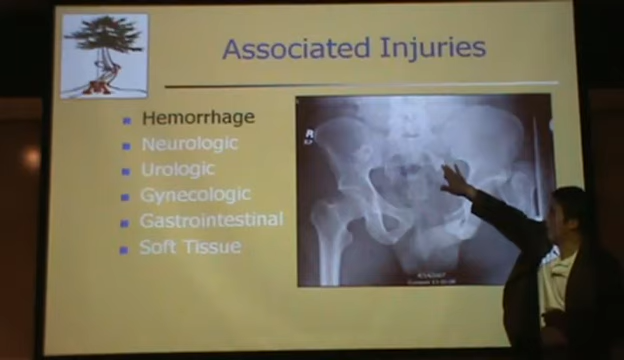 Associated Injuries
Hemorrhage
Neurologic
Urologic
Gynecologic
Gastrointestinal
Soft Tissue
R